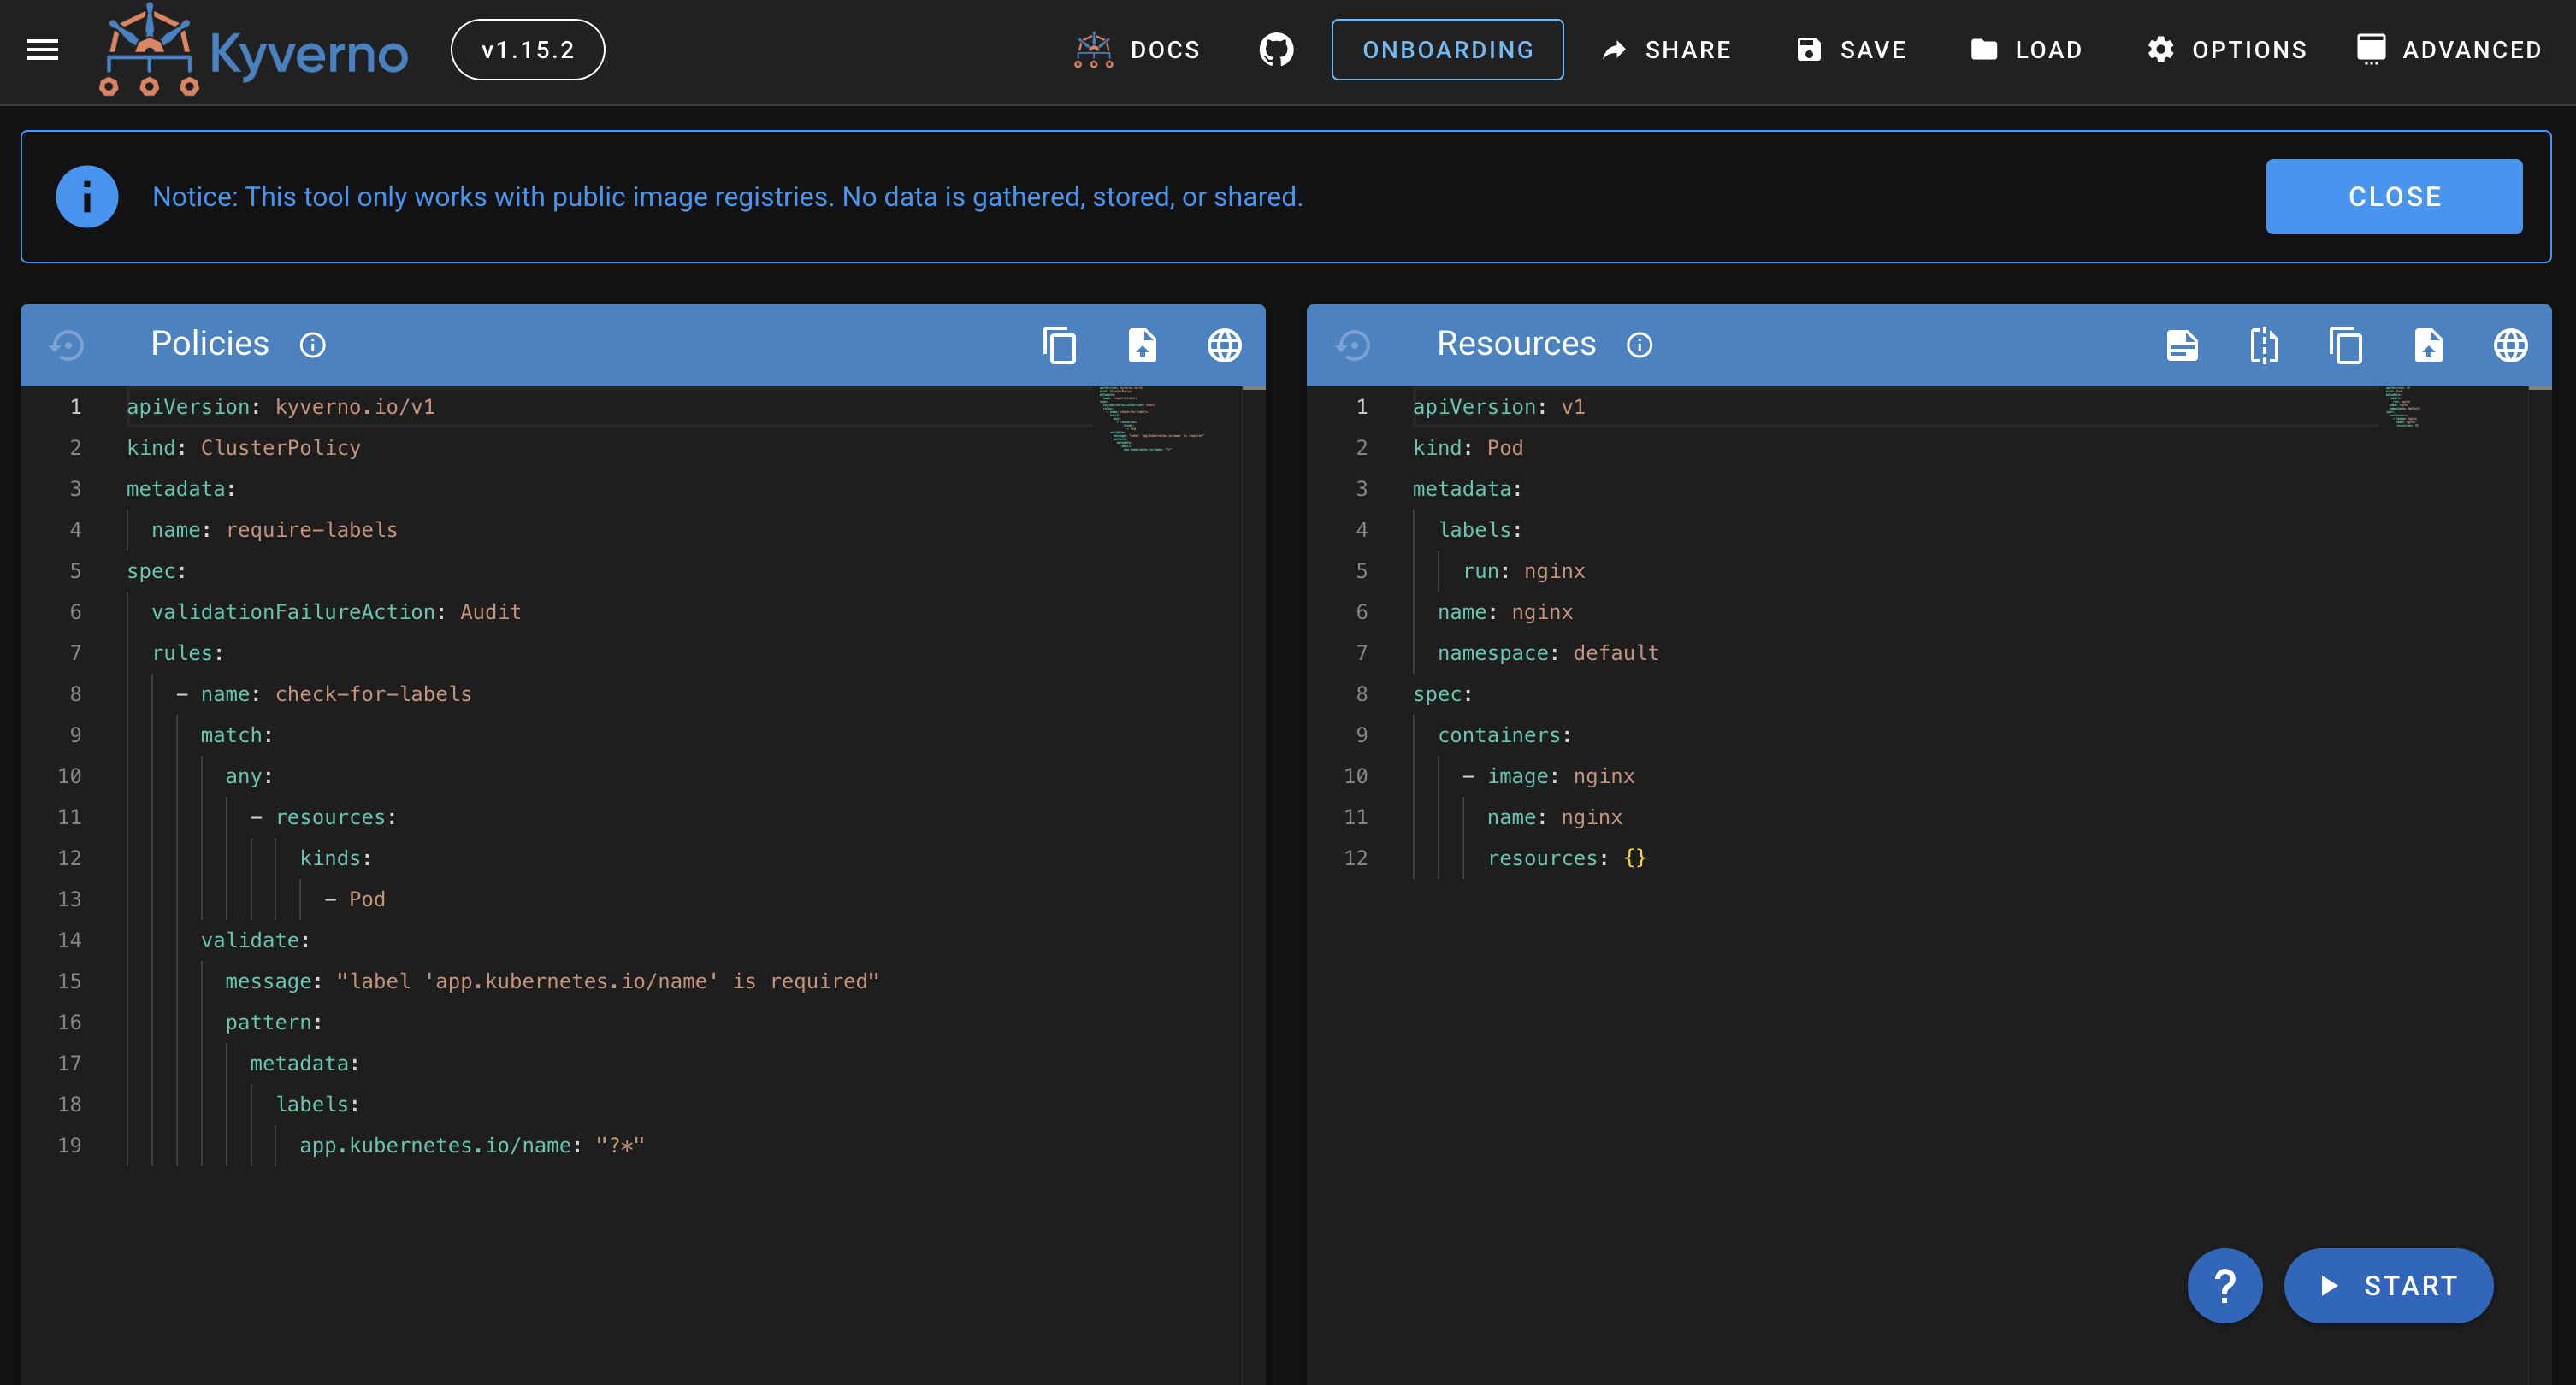 Kyverno v1.15.2 DOCS ONBOARDING SHARE SAVE LOAD OPTIONS ADVANCED
Notice: This tool only works with public image registries. No data is gathered, stored, or shared. CLOSE
Policies
1 apiVersion: kyverno.io/v1
2 kind: ClusterPolicy
3 metadata:
4   name: require-labels
5 spec:
6   validationFailureAction: Audit
7   rules:
8     - name: check-for-labels
9       match:
10         any:
11           - resources:
12               kinds:
13                 - Pod
14       validate:
15         message: "label 'app.kubernetes.io/name' is required"
16         pattern:
17           metadata:
18             labels:
19               app.kubernetes.io/name: "?*"
Resources
1 apiVersion: v1
2 kind: Pod
3 metadata:
4   labels:
5     run: nginx
6   name: nginx
7   namespace: default
8 spec:
9   containers:
10     - image: nginx
11       name: nginx
12       resources: {}
? START